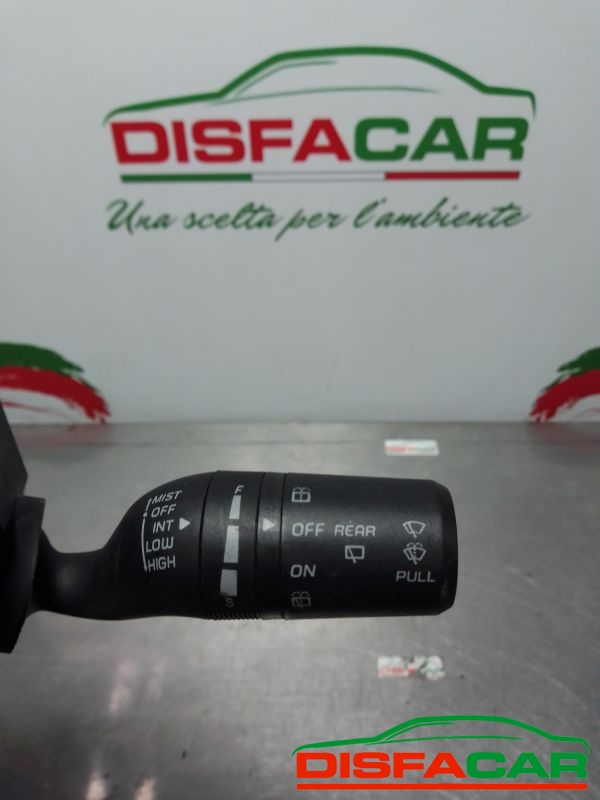 DISFACAR
Una scelta per l'ambiente
MIST
OFF
INT
LOW
HIGH
F
S
OFF REAR
ON
PULL
DISFACAR